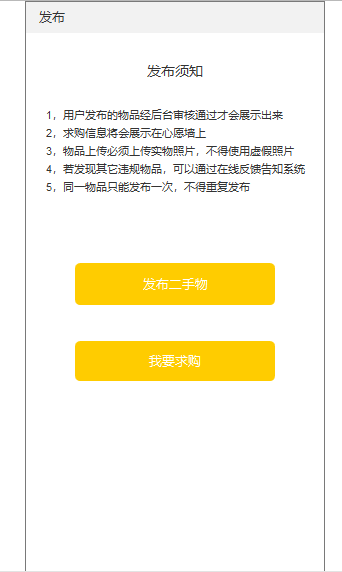 发布
发布须知
1，用户发布的物品经后台审核通过才会展示出来
2，求购信息将会展示在心愿墙上
3，物品上传必须上传实物照片，不得使用虚假照片
4，若发现其它违规物品，可以通过在线反馈告知系统
5，同一物品只能发布一次，不得重复发布
发布二手物
我要求购